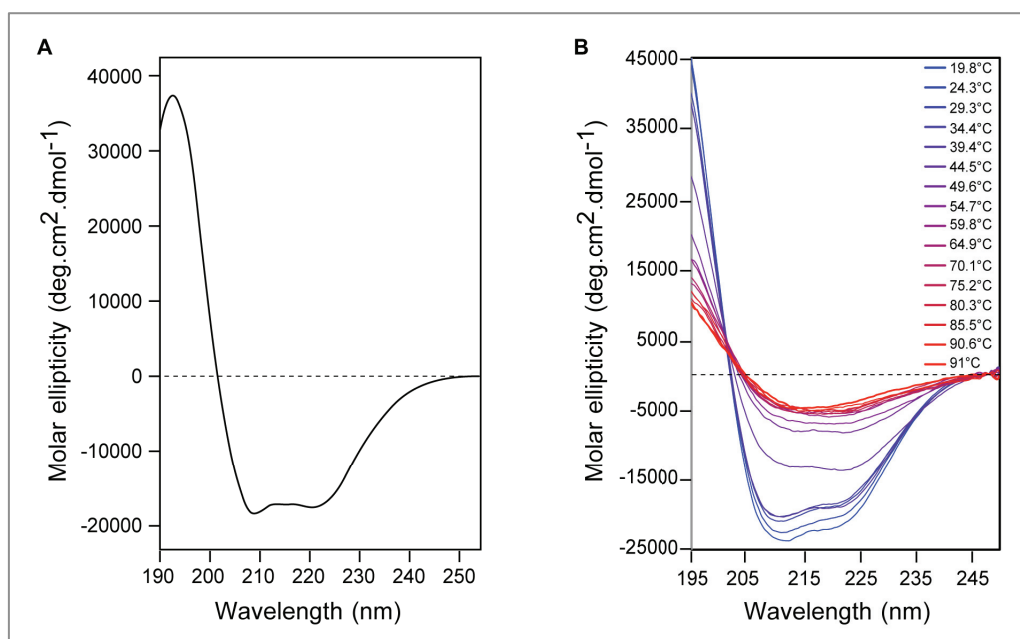 A
Molar ellipticity (deg.cm².dmol⁻¹)
40000
30000
20000
10000
0
-10000
-20000
190 200 210 220 230 240 250
Wavelength (nm)
B
Molar ellipticity (deg.cm².dmol⁻¹)
45000
35000
25000
15000
5000
-5000
-15000
-25000
195 205 215 225 235 245
Wavelength (nm)
19.8°C
24.3°C
29.3°C
34.4°C
39.4°C
44.5°C
49.6°C
54.7°C
59.8°C
64.9°C
70.1°C
75.2°C
80.3°C
85.5°C
90.6°C
91°C